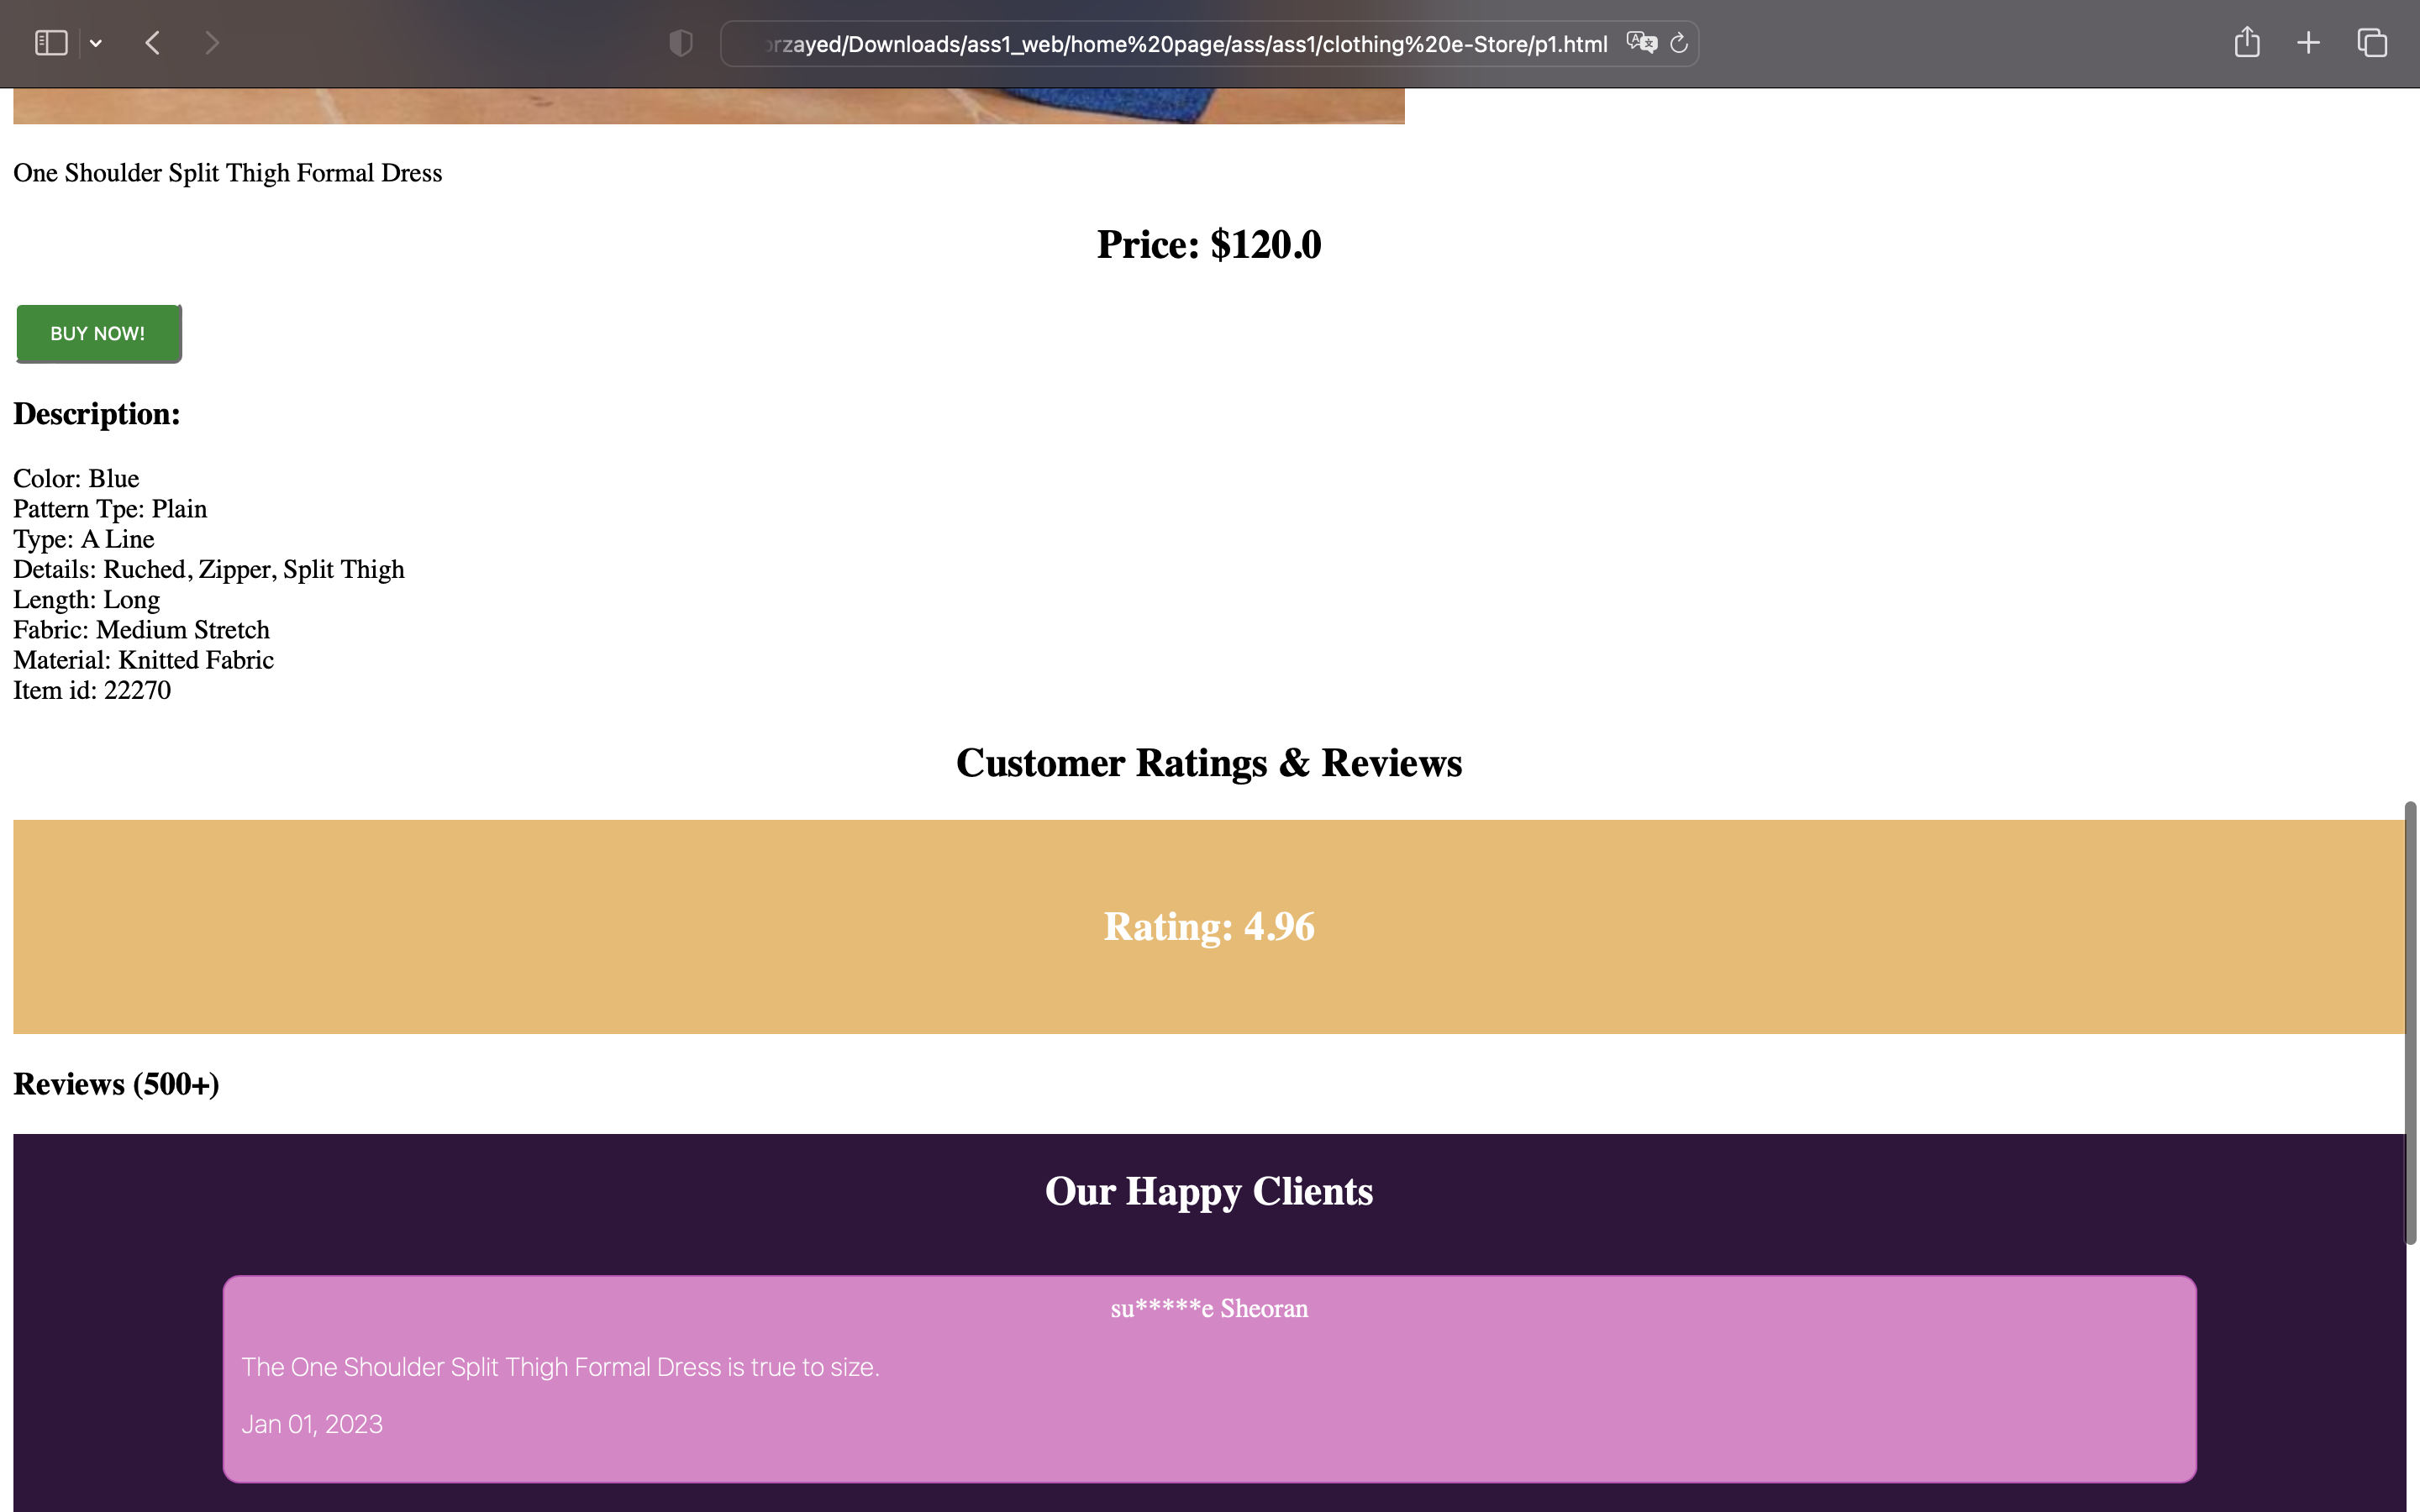 orzayed/Downloads/ass1_web/home%20page/ass/ass1/clothing%20e-Store/p1.html
One Shoulder Split Thigh Formal Dress
Price: $120.0
BUY NOW!
Description:
Color: Blue
Pattern Tpe: Plain
Type: A Line
Details: Ruched, Zipper, Split Thigh
Length: Long
Fabric: Medium Stretch
Material: Knitted Fabric
Item id: 22270
Customer Ratings & Reviews
Rating: 4.96
Reviews (500+)
Our Happy Clients
su*****e Sheoran
The One Shoulder Split Thigh Formal Dress is true to size.
Jan 01, 2023